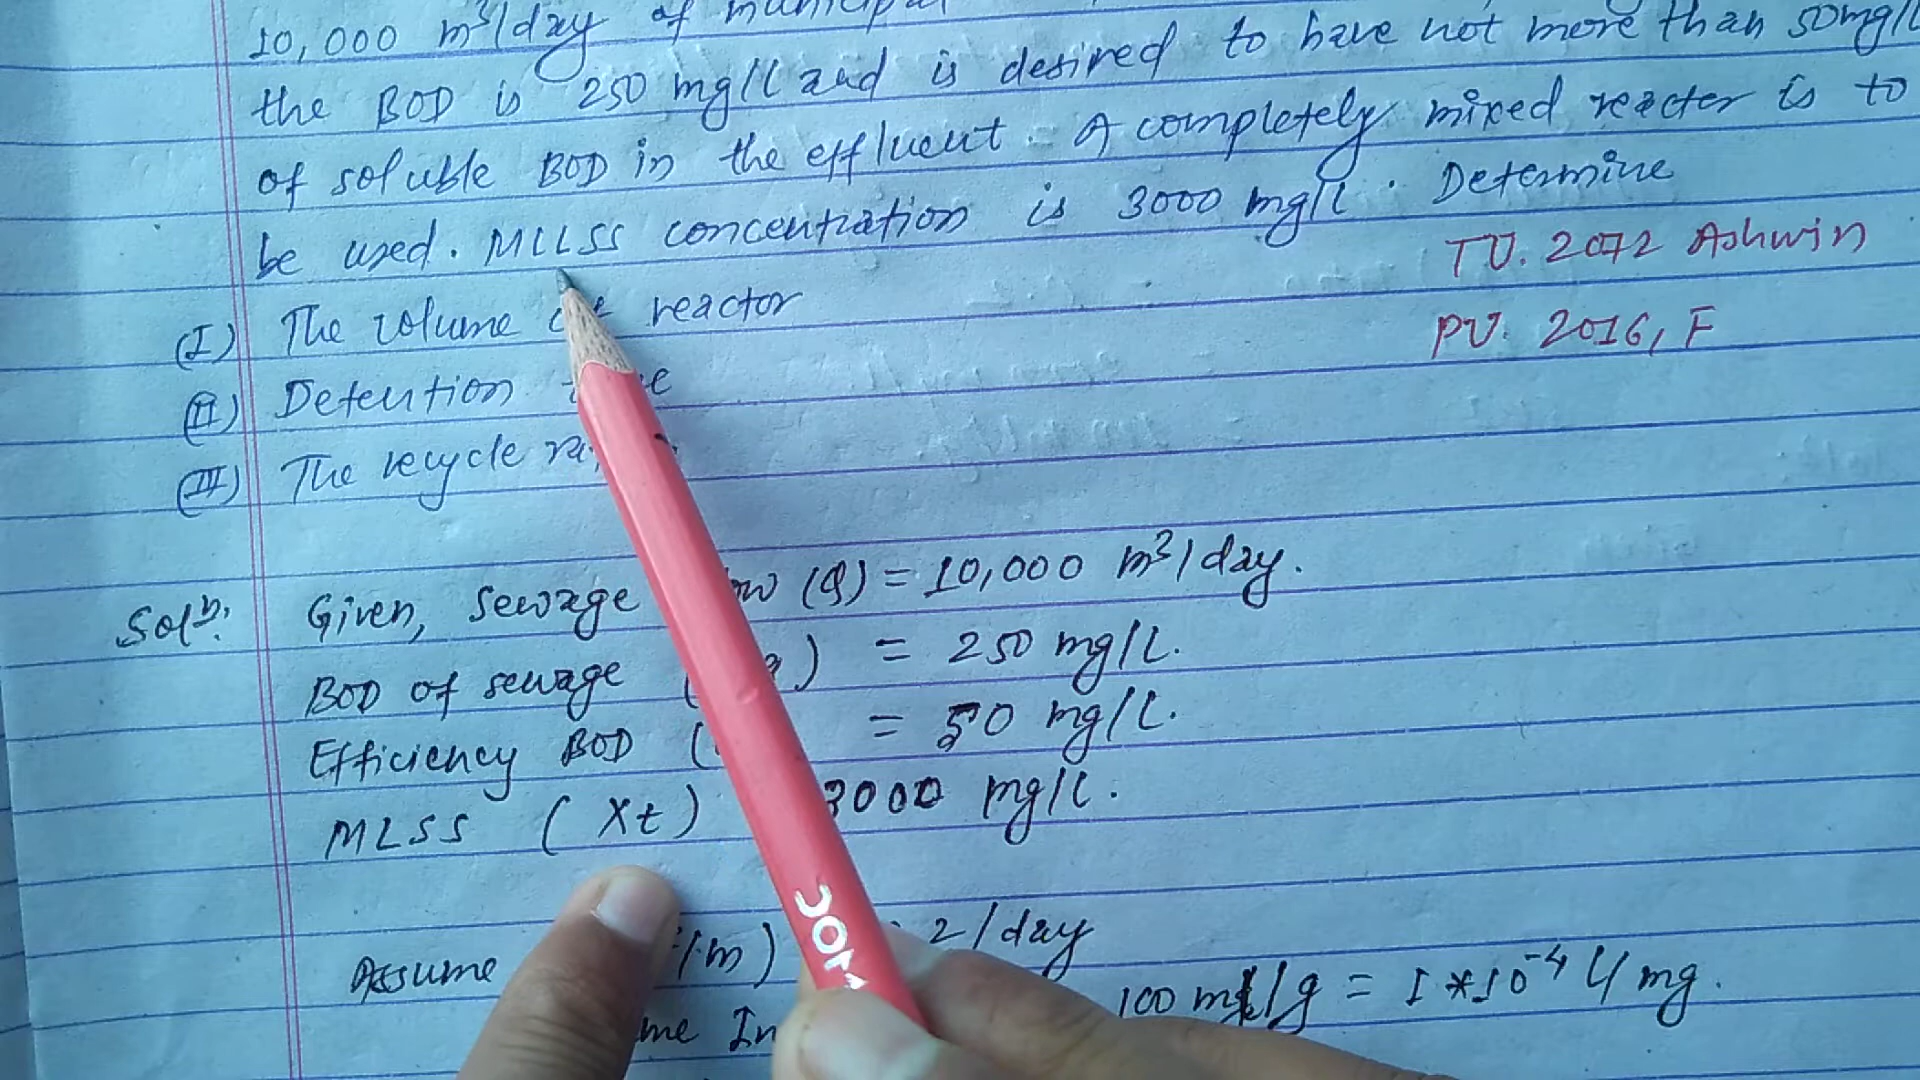 10,000 m³/day of municipal
the BOD is 250 mg/l and is desired to have not more than 50mg/l
of soluble BOD in the effluent. A completely mixed reactor is to
be used. MLLSS concentration is 3000 mg/l. Determine
TU. 2072 Ashwin
(I) The volume reactor
PU. 2016, F
(II) Detention
(III) The recycle
Solⁿ: Given, sewage (Q) = 10,000 m³/day.
BOD of sewage = 250 mg/l.
Efficiency BOD = 50 mg/l.
MLSS (Xt) 3000 mg/l.
Assume /m) 2/day
In 100 ml/g = 1*10⁻⁴ l/mg.